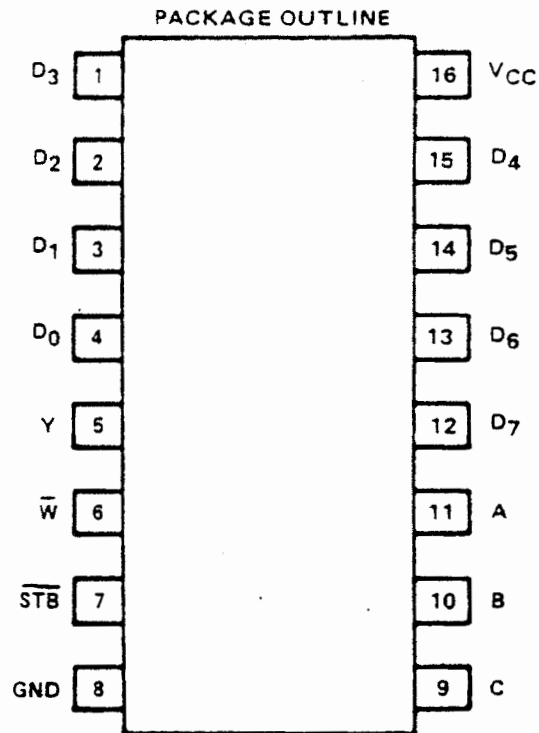 PACKAGE OUTLINE
D3 1 16 VCC
D2 2 15 D4
D1 3 14 D5
D0 4 13 D6
Y 5 12 D7
W̅ 6 11 A
S̅T̅B̅ 7 10 B
GND 8 9 C